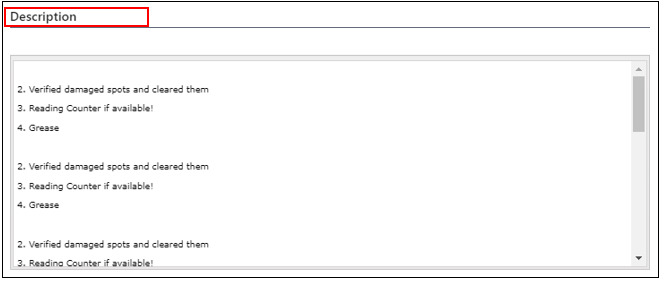 Description
2. Verified damaged spots and cleared them
3. Reading Counter if available!
4. Grease
2. Verified damaged spots and cleared them
3. Reading Counter if available!
4. Grease
2. Verified damaged spots and cleared them
3. Reading Counter if available!